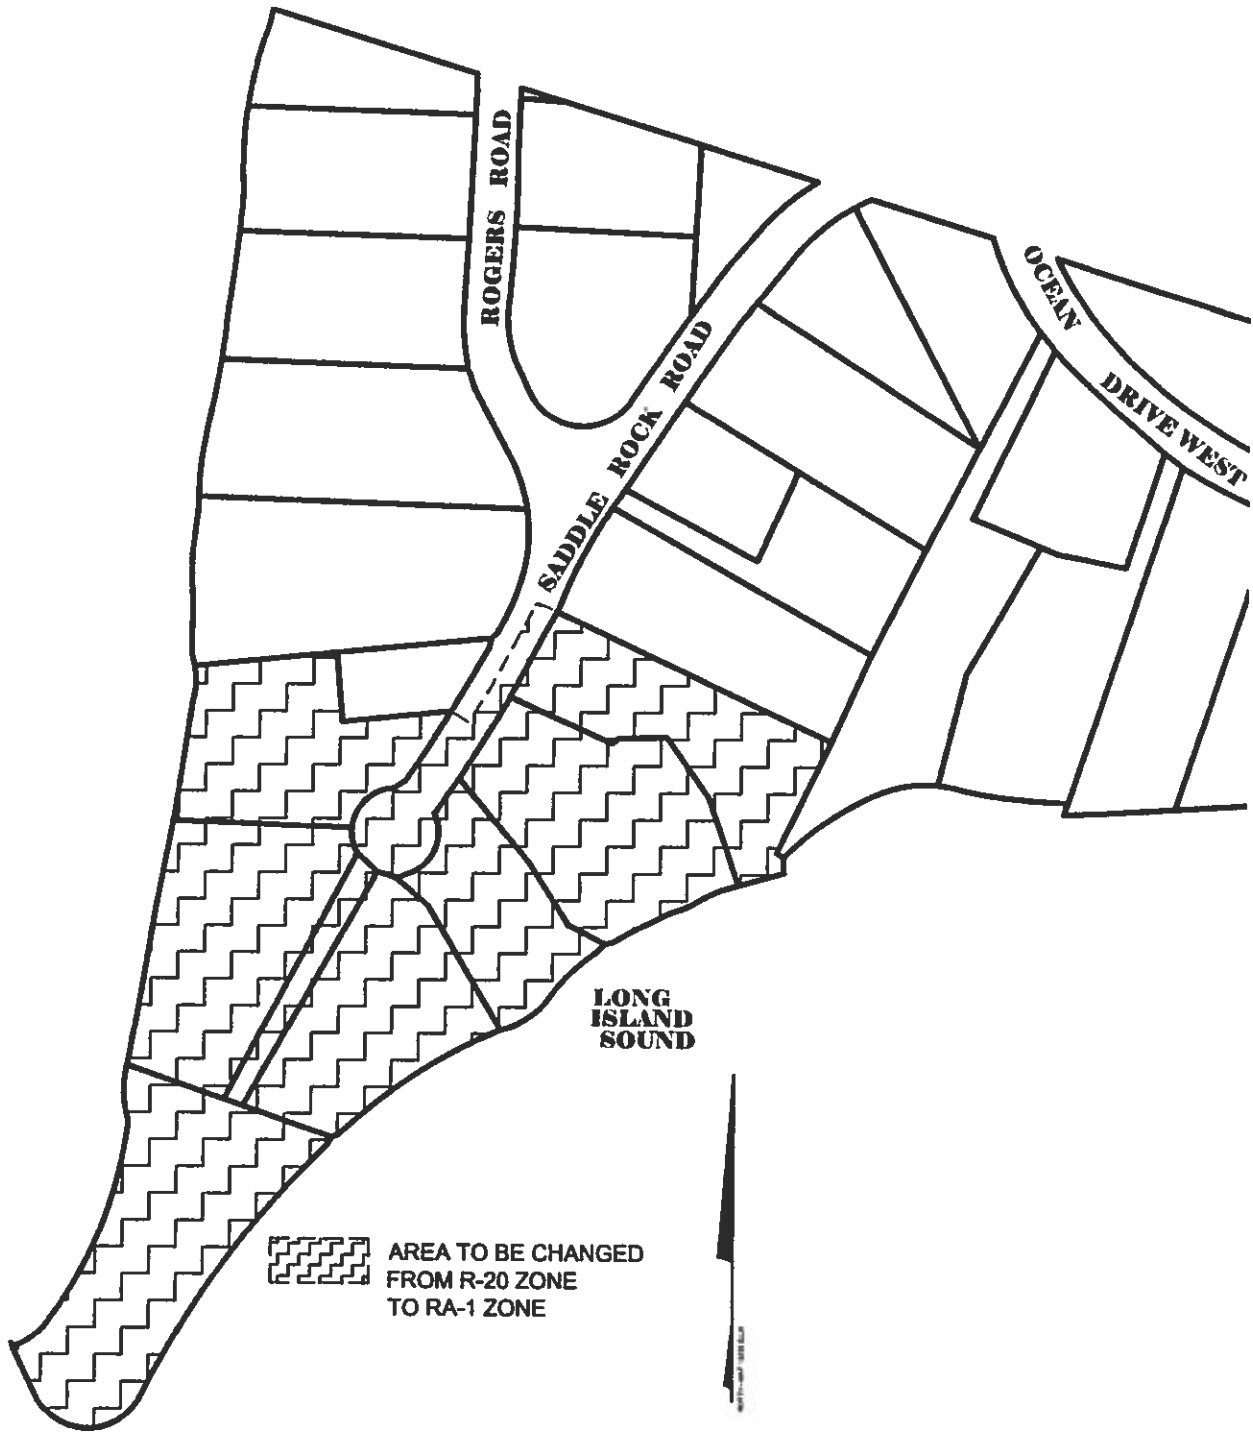 ROGERS ROAD
SADDLE ROCK ROAD
OCEAN
DRIVE WEST
LONG
ISLAND
SOUND
AREA TO BE CHANGED
FROM R-20 ZONE
TO RA-1 ZONE